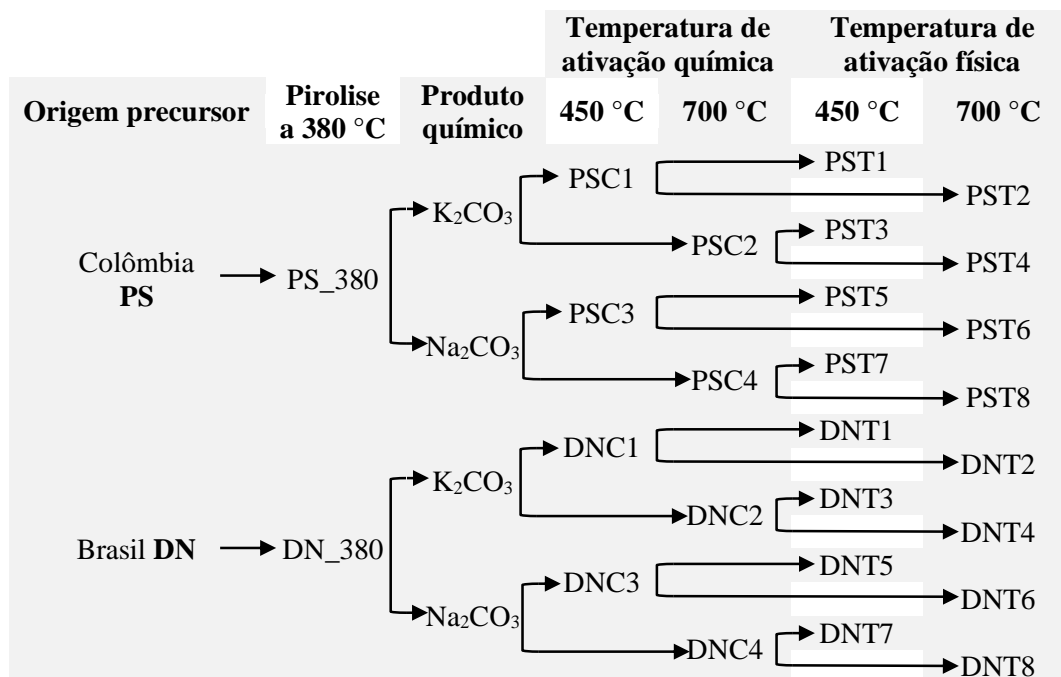 Temperatura de ativação química
Temperatura de ativação física
Origem precursor
Pirolise a 380 °C
Produto químico
450 °C
700 °C
450 °C
700 °C
Colômbia
PS
PS_380
K₂CO₃
PSC1
PST1
PST2
PSC2
PST3
PST4
Na₂CO₃
PSC3
PST5
PST6
PSC4
PST7
PST8
Brasil DN
DN_380
K₂CO₃
DNC1
DNT1
DNT2
DNC2
DNT3
DNT4
Na₂CO₃
DNC3
DNT5
DNT6
DNC4
DNT7
DNT8